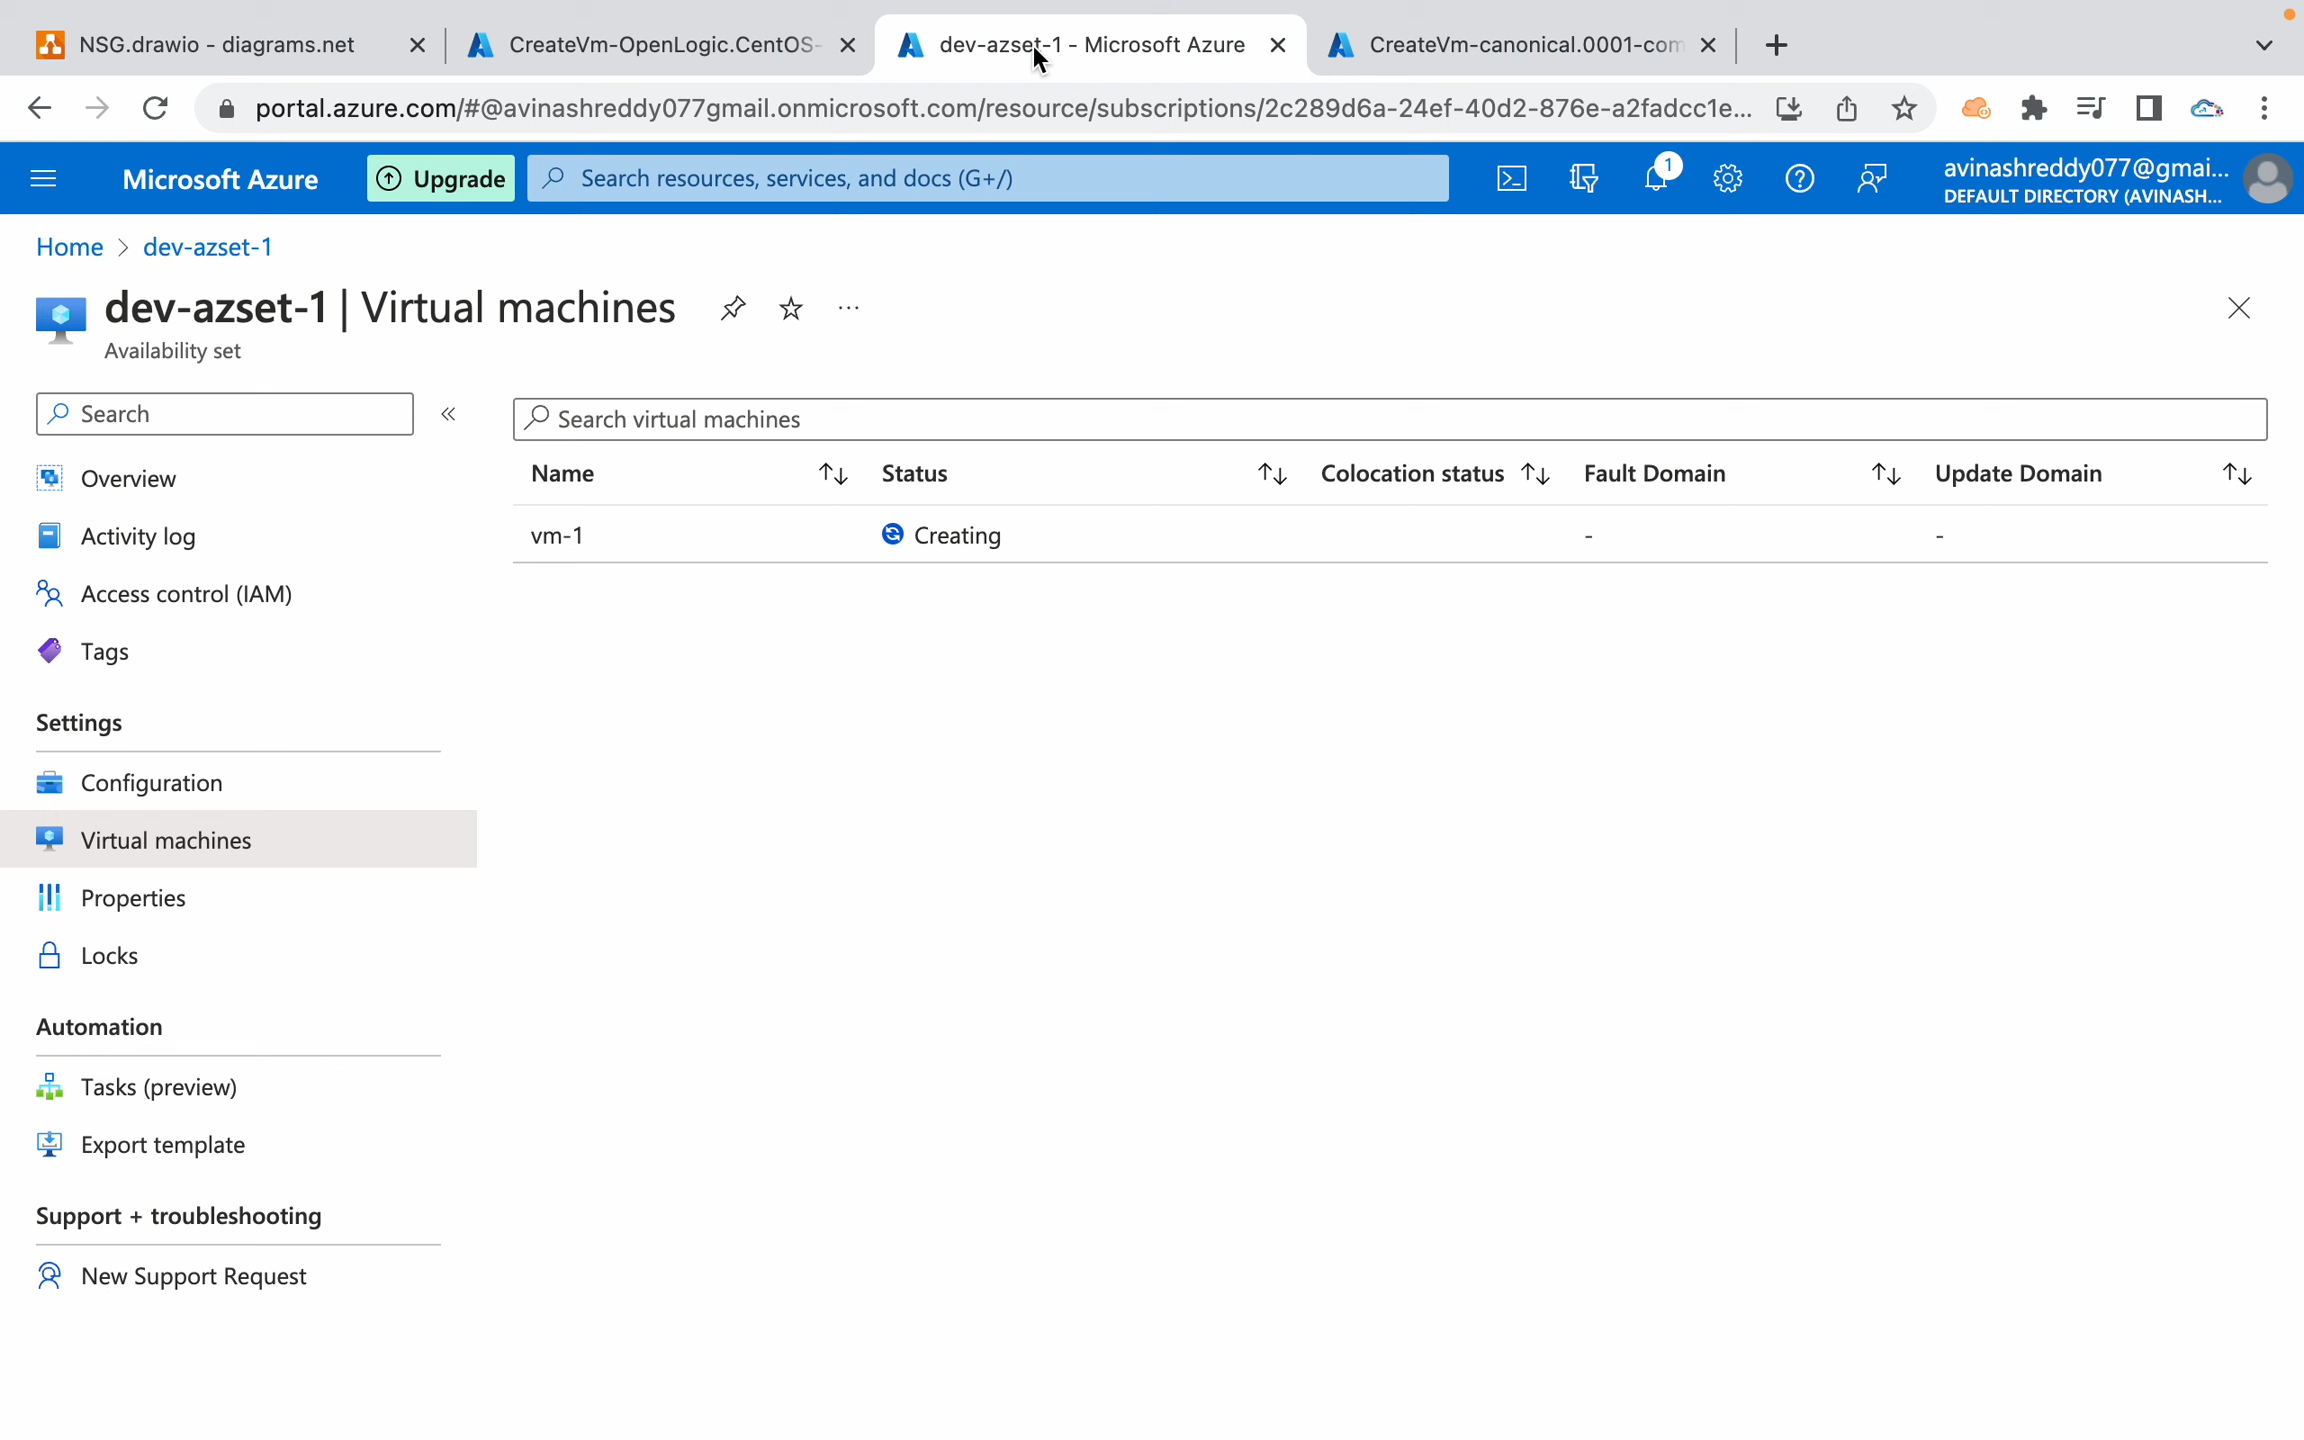 NSG.drawio - diagrams.net
CreateVm-OpenLogic.CentOS-
dev-azset-1 - Microsoft Azure
CreateVm-canonical.0001-com
portal.azure.com/#@avinashreddy077gmail.onmicrosoft.com/resource/subscriptions/2c289d6a-24ef-40d2-876e-a2fadcc1e...
Microsoft Azure
Upgrade
Search resources, services, and docs (G+/)
1
avinashreddy077@gmai...
DEFAULT DIRECTORY (AVINASH...
Home > dev-azset-1
dev-azset-1 | Virtual machines
Availability set
Search
Search virtual machines
Name Status Colocation status Fault Domain Update Domain
vm-1 Creating - -
Overview
Activity log
Access control (IAM)
Tags
Settings
Configuration
Virtual machines
Properties
Locks
Automation
Tasks (preview)
Export template
Support + troubleshooting
New Support Request